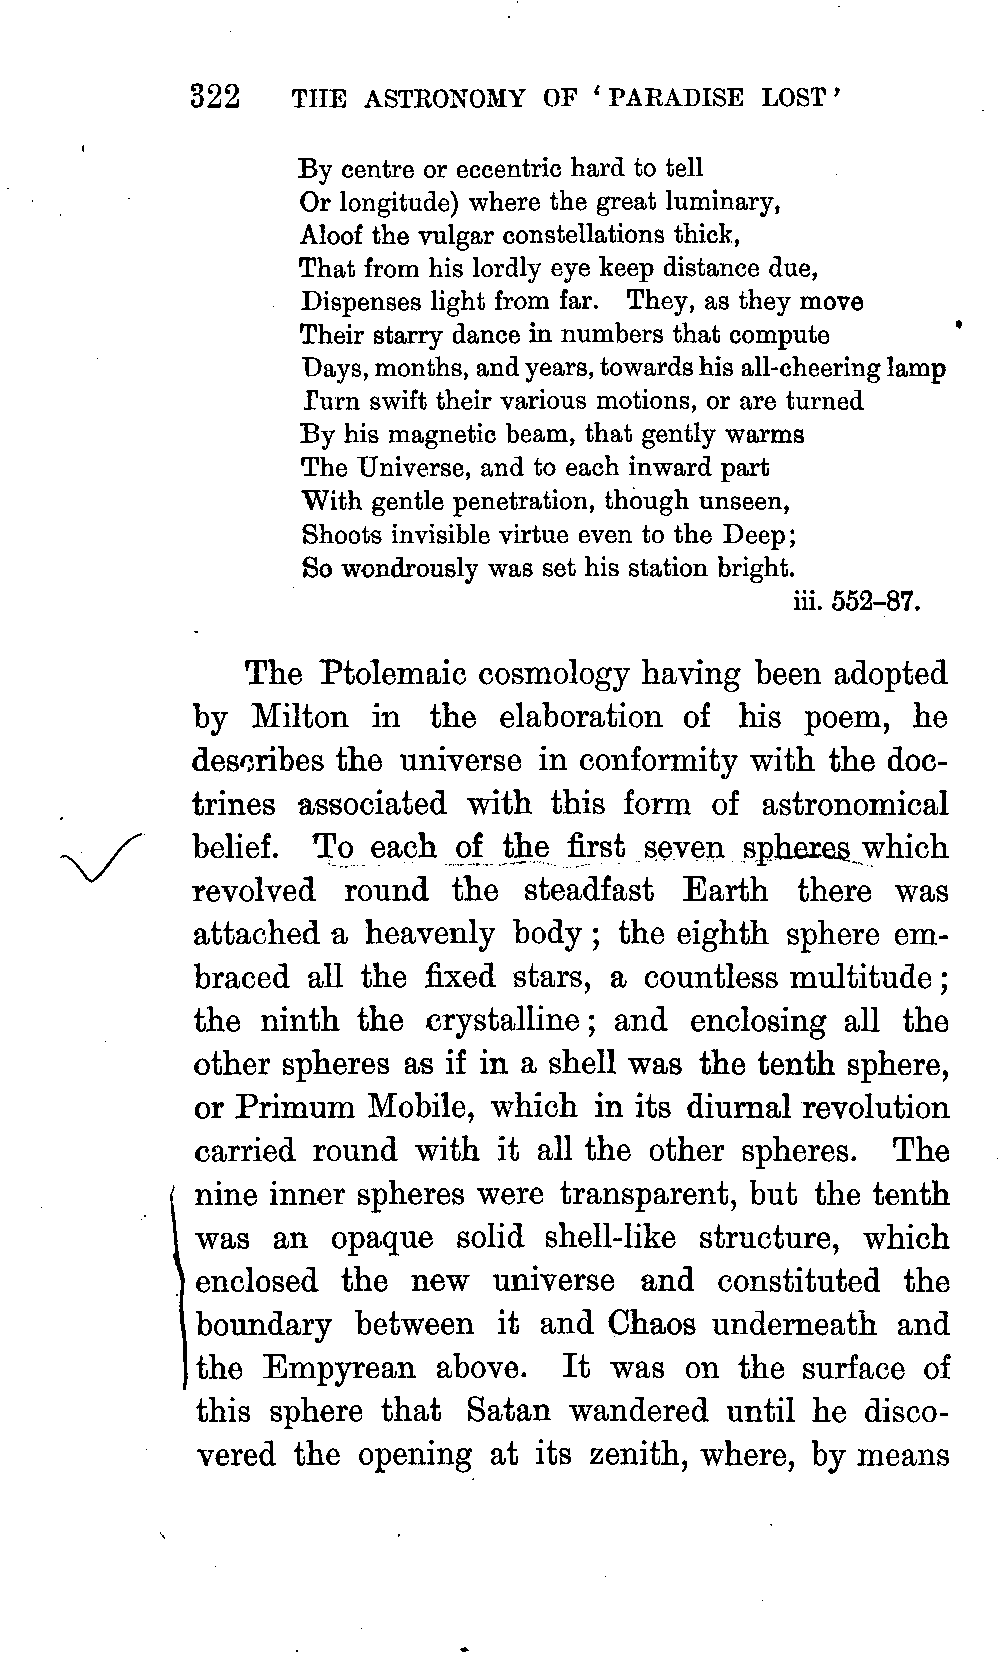 322 THE ASTRONOMY OF ‘PARADISE LOST’
By centre or eccentric hard to tell
Or longitude) where the great luminary,
Aloof the vulgar constellations thick,
That from his lordly eye keep distance due,
Dispenses light from far. They, as they move
Their starry dance in numbers that compute
Days, months, and years, towards his all-cheering lamp
Turn swift their various motions, or are turned
By his magnetic beam, that gently warms
The Universe, and to each inward part
With gentle penetration, though unseen,
Shoots invisible virtue even to the Deep;
So wondrously was set his station bright.
iii. 552–87.
The Ptolemaic cosmology having been adopted
by Milton in the elaboration of his poem, he
describes the universe in conformity with the doc-
trines associated with this form of astronomical
belief. To each of the first seven spheres which
revolved round the steadfast Earth there was
attached a heavenly body; the eighth sphere em-
braced all the fixed stars, a countless multitude;
the ninth the crystalline; and enclosing all the
other spheres as if in a shell was the tenth sphere,
or Primum Mobile, which in its diurnal revolution
carried round with it all the other spheres. The
nine inner spheres were transparent, but the tenth
was an opaque solid shell-like structure, which
enclosed the new universe and constituted the
boundary between it and Chaos underneath and
the Empyrean above. It was on the surface of
this sphere that Satan wandered until he disco-
vered the opening at its zenith, where, by means